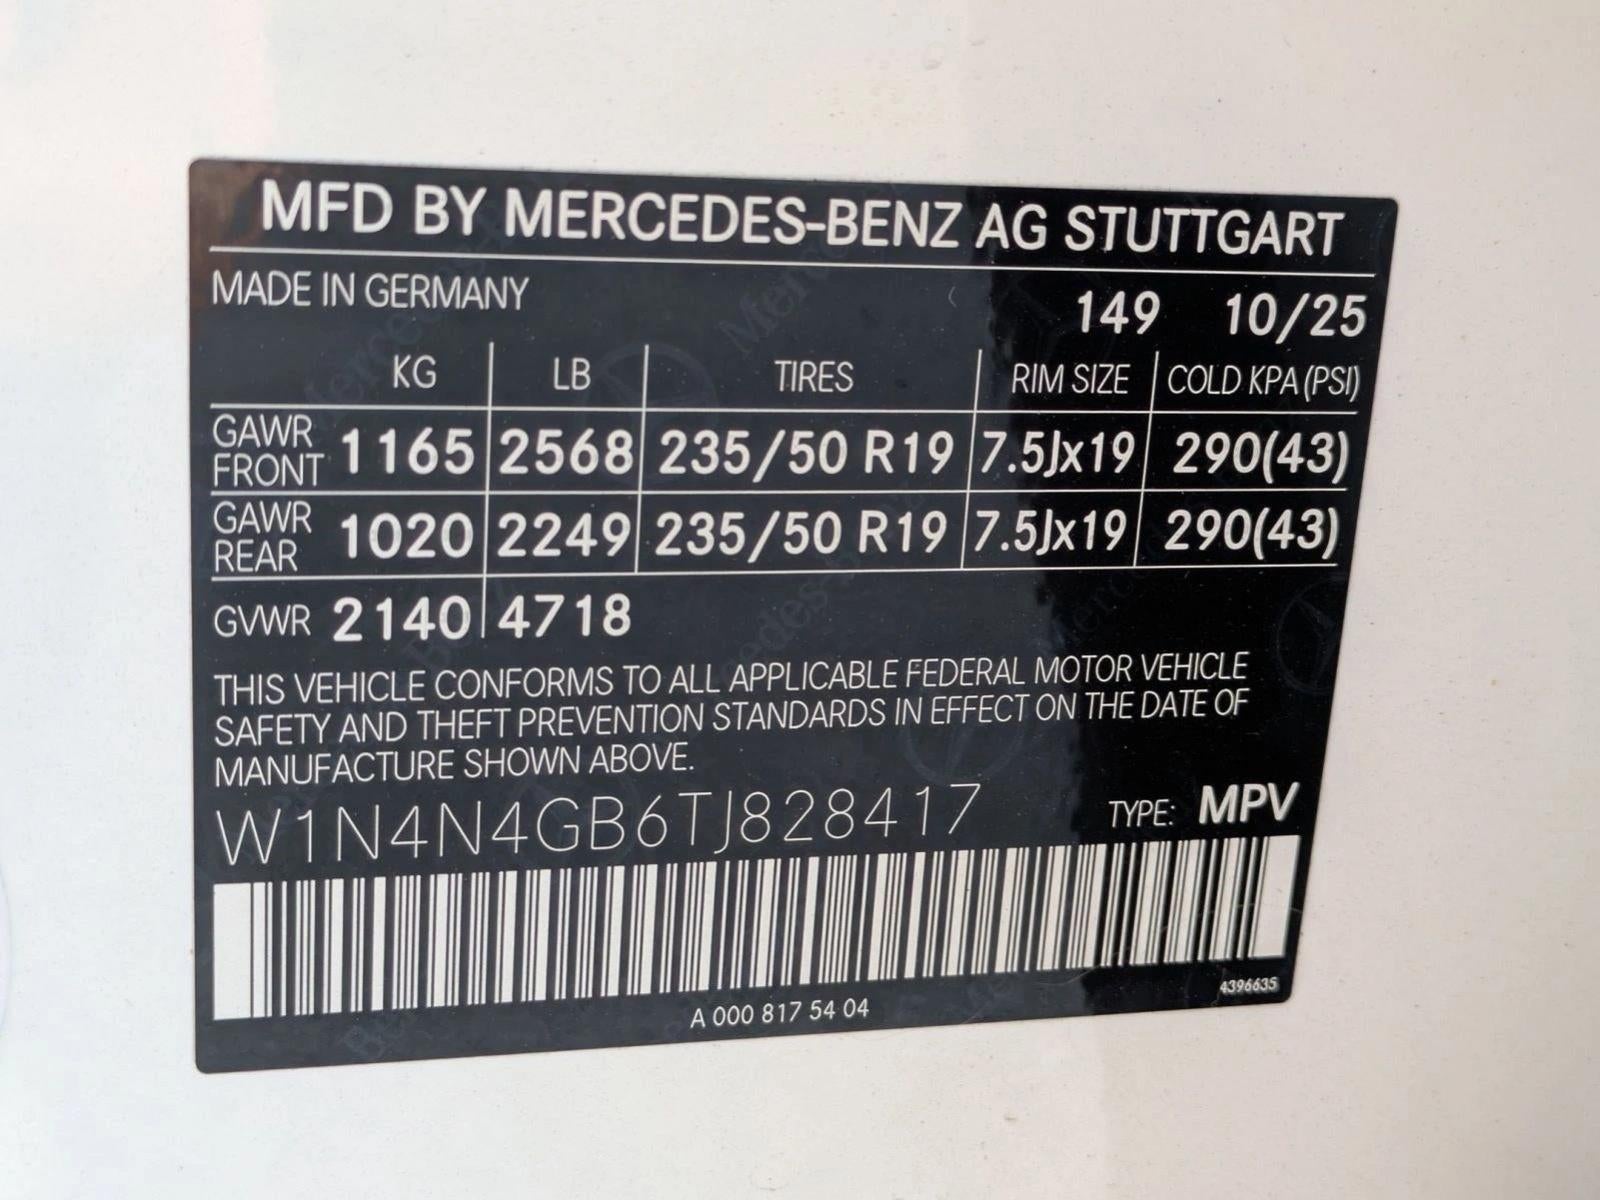 MFD BY MERCEDES-BENZ AG STUTTGART
MADE IN GERMANY
149 10/25
KG LB TIRES RIM SIZE COLD KPA (PSI)
GAWR FRONT 1165 2568 235/50 R19 7.5Jx19 290(43)
GAWR REAR 1020 2249 235/50 R19 7.5Jx19 290(43)
GVWR 2140 4718
THIS VEHICLE CONFORMS TO ALL APPLICABLE FEDERAL MOTOR VEHICLE
SAFETY AND THEFT PREVENTION STANDARDS IN EFFECT ON THE DATE OF
MANUFACTURE SHOWN ABOVE.
W1N4N4GB6TJ828417 TYPE: MPV
4396635
A 000 817 54 04